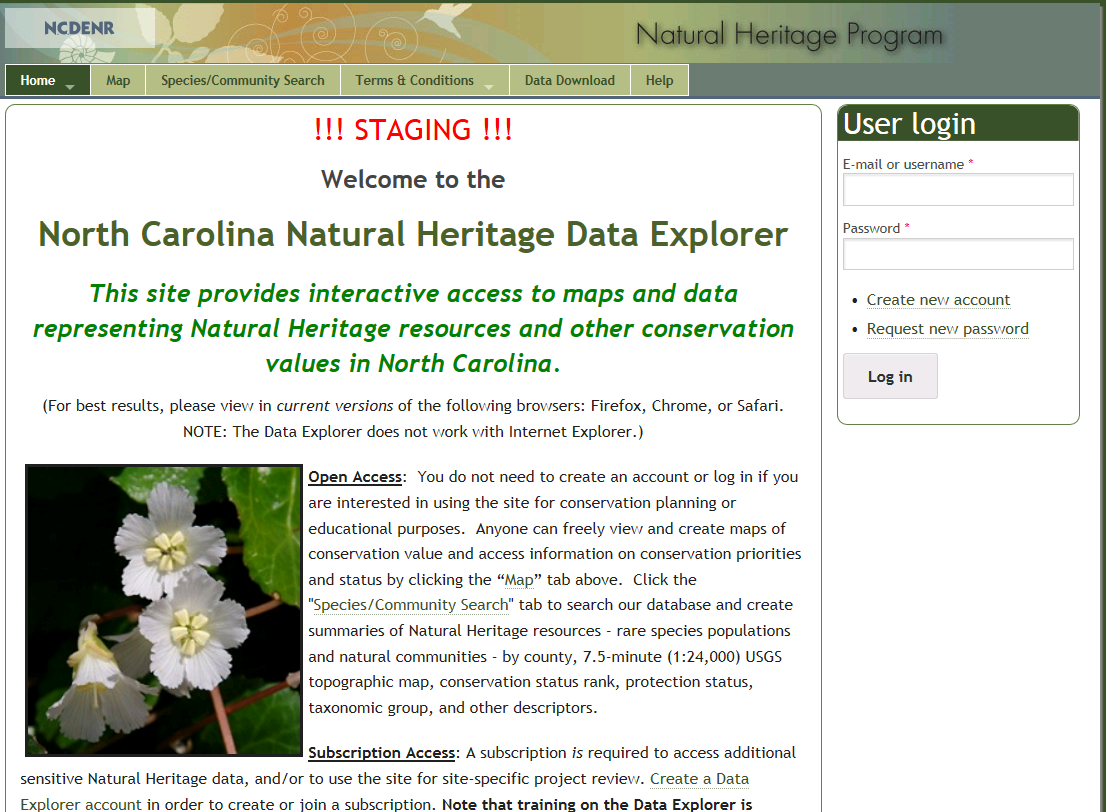 NCDENR
Natural Heritage Program
Home Map Species/Community Search Terms & Conditions Data Download Help
!!! STAGING !!!
Welcome to the
North Carolina Natural Heritage Data Explorer
This site provides interactive access to maps and data
representing Natural Heritage resources and other conservation
values in North Carolina.
(For best results, please view in current versions of the following browsers: Firefox, Chrome, or Safari.
NOTE: The Data Explorer does not work with Internet Explorer.)
Open Access:  You do not need to create an account or log in if you
are interested in using the site for conservation planning or
educational purposes.  Anyone can freely view and create maps of
conservation value and access information on conservation priorities
and status by clicking the “Map” tab above.  Click the
"Species/Community Search" tab to search our database and create
summaries of Natural Heritage resources - rare species populations
and natural communities - by county, 7.5-minute (1:24,000) USGS
topographic map, conservation status rank, protection status,
taxonomic group, and other descriptors.
Subscription Access: A subscription is required to access additional
sensitive Natural Heritage data, and/or to use the site for site-specific project review. Create a Data
Explorer account in order to create or join a subscription. Note that training on the Data Explorer is
User login
E-mail or username *
Password *
• Create new account
• Request new password
Log in